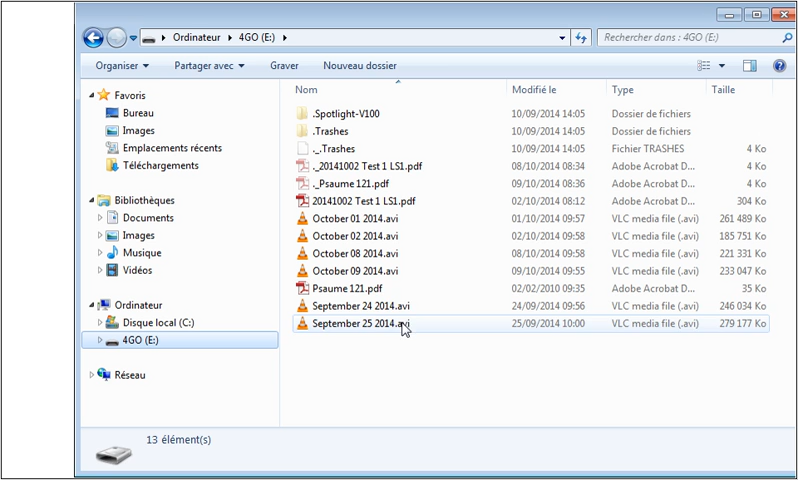 Ordinateur 4GO (E:) Rechercher dans : 4GO (E:)
Organiser Partager avec Graver Nouveau dossier
Nom Modifié le Type Taille
Favoris
Bureau
Images
Emplacements récents
Téléchargements
Bibliothèques
Documents
Images
Musique
Vidéos
Ordinateur
Disque local (C:)
4GO (E:)
Réseau
.Spotlight-V100 10/09/2014 14:05 Dossier de fichiers
.Trashes 10/09/2014 14:05 Dossier de fichiers
._.Trashes 10/09/2014 14:05 Fichier TRASHES 4 Ko
._20141002 Test 1 LS1.pdf 08/10/2014 08:34 Adobe Acrobat D... 4 Ko
._Psaume 121.pdf 09/10/2014 08:36 Adobe Acrobat D... 4 Ko
20141002 Test 1 LS1.pdf 02/10/2014 08:12 Adobe Acrobat D... 304 Ko
October 01 2014.avi 01/10/2014 09:57 VLC media file (.avi) 261 489 Ko
October 02 2014.avi 02/10/2014 09:58 VLC media file (.avi) 185 751 Ko
October 08 2014.avi 08/10/2014 09:57 VLC media file (.avi) 221 331 Ko
October 09 2014.avi 09/10/2014 09:55 VLC media file (.avi) 233 047 Ko
Psaume 121.pdf 02/02/2010 09:35 Adobe Acrobat D... 35 Ko
September 24 2014.avi 24/09/2014 09:56 VLC media file (.avi) 246 034 Ko
September 25 2014.avi 25/09/2014 10:00 VLC media file (.avi) 279 177 Ko
13 élément(s)